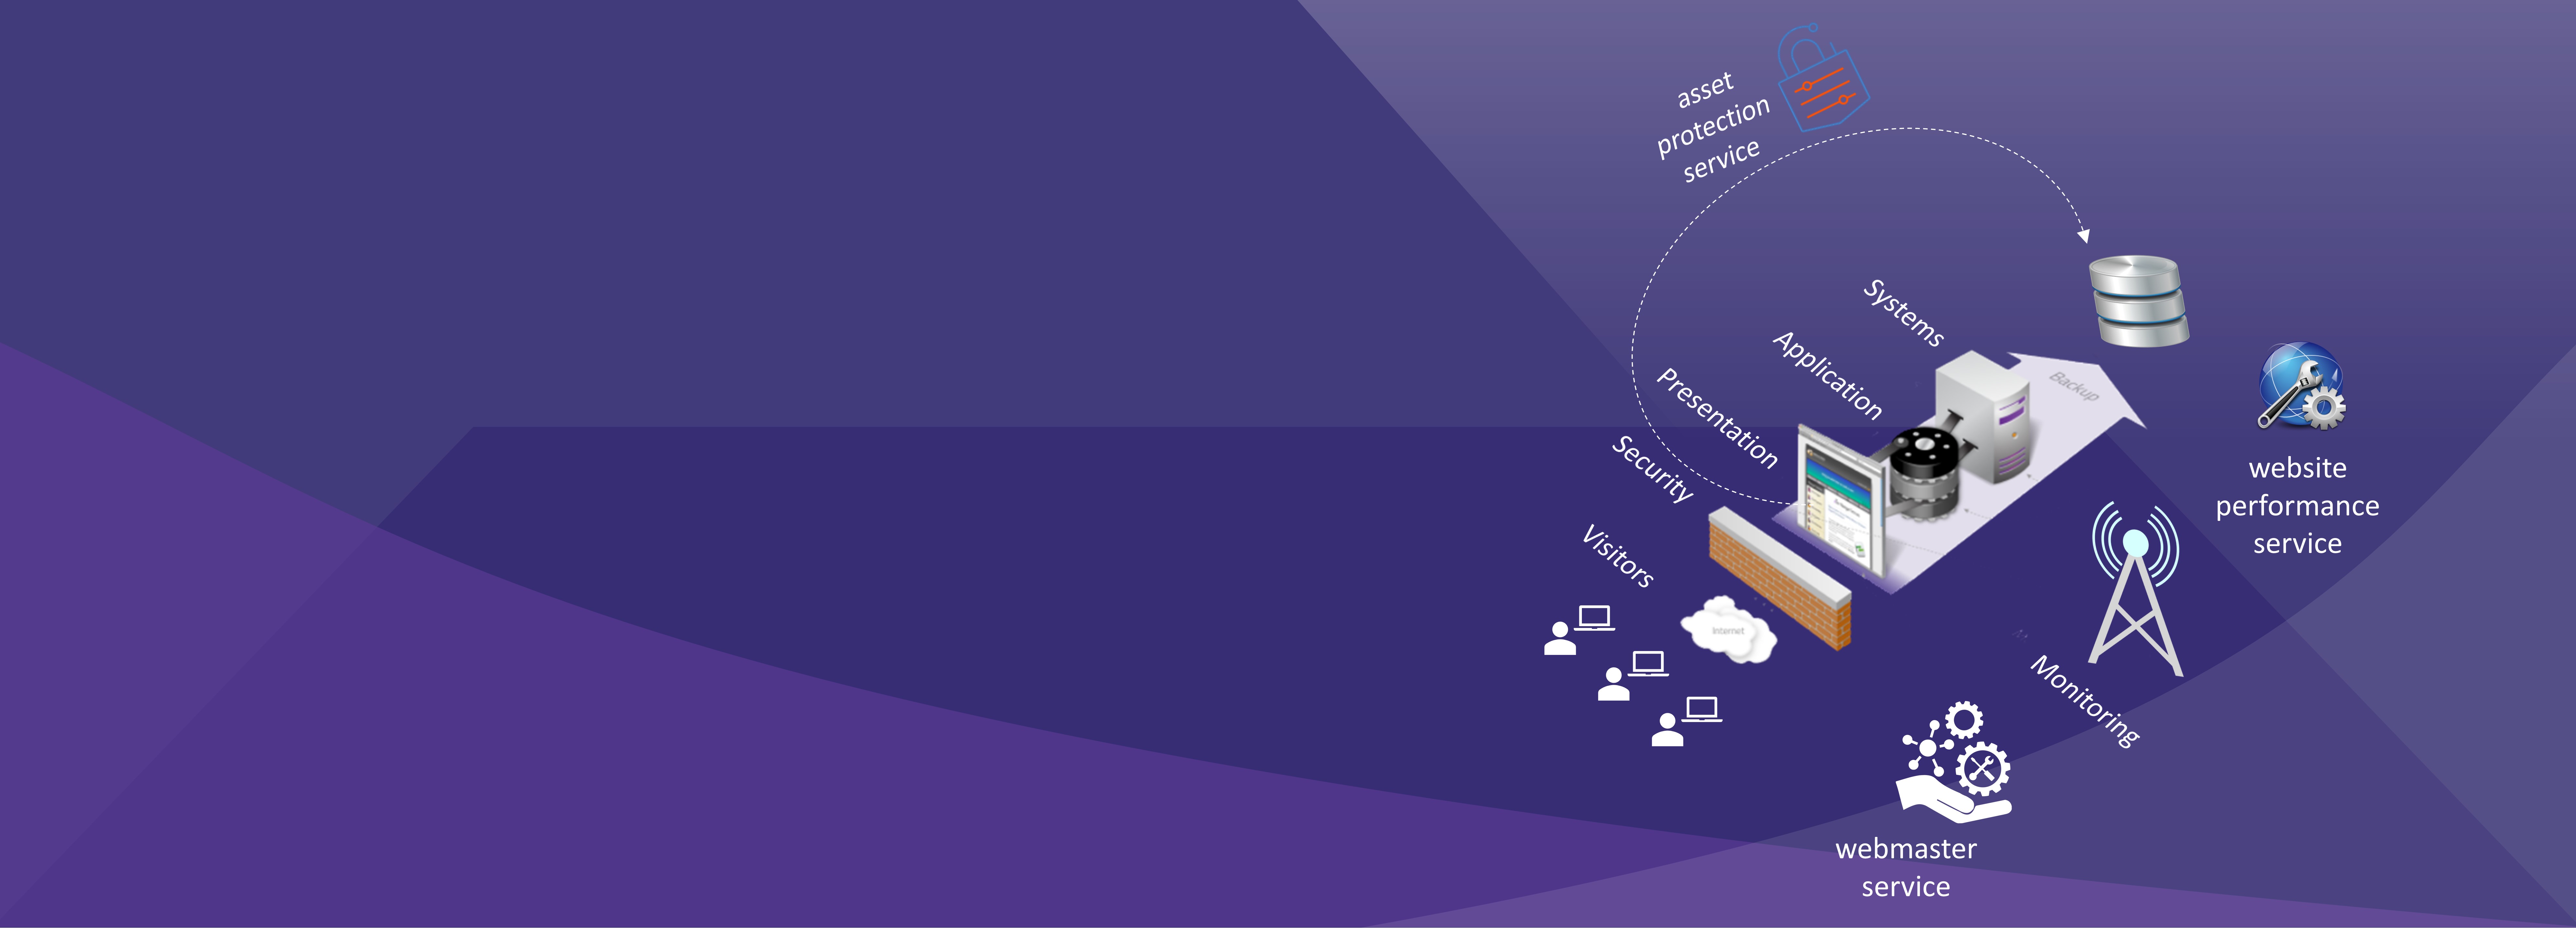 asset
protection
service
Systems
Application
Presentation
Security
Visitors
Backup
Internet
website
performance
service
Monitoring
webmaster
service